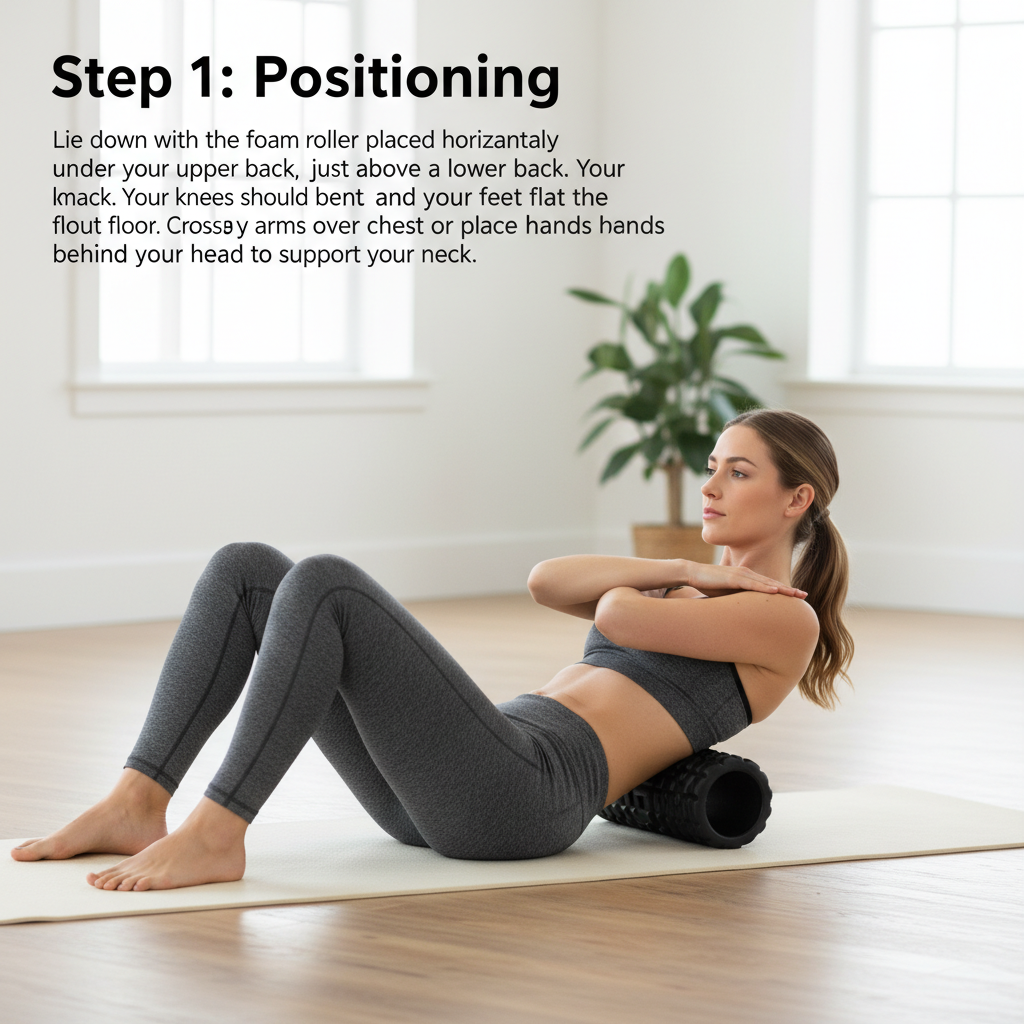 Step 1: Positioning
Lie down with the foam roller placed horizantaly
under your upper back, just above a lower back. Your
kmack. Your knees should bent and your feet flat the
flout floor. Crossy arms over chest or place hands hands
behind your head to support your neck.